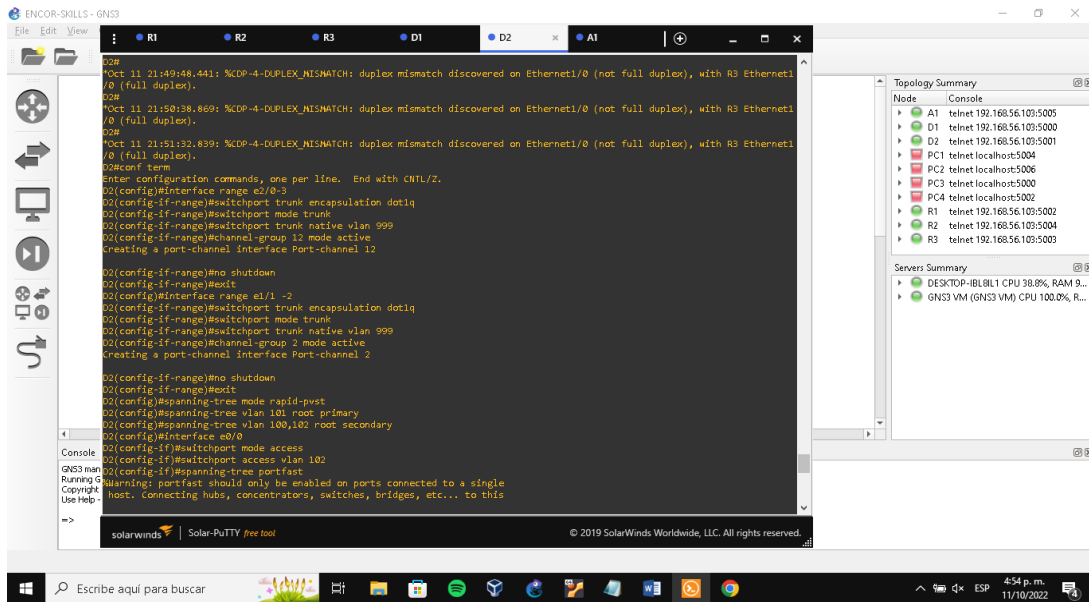 ENCOR-SKILLS - GNS3
File Edit View
R1 R2 R3 D1 D2 × A1
D2#
*Oct 11 21:49:48.441: %CDP-4-DUPLEX_MISMATCH: duplex mismatch discovered on Ethernet1/0 (not full duplex), with R3 Ethernet1
/0 (full duplex).
D2#
*Oct 11 21:50:38.869: %CDP-4-DUPLEX_MISMATCH: duplex mismatch discovered on Ethernet1/0 (not full duplex), with R3 Ethernet1
/0 (full duplex).
D2#
*Oct 11 21:51:32.839: %CDP-4-DUPLEX_MISMATCH: duplex mismatch discovered on Ethernet1/0 (not full duplex), with R3 Ethernet1
/0 (full duplex).
D2#conf term
Enter configuration commands, one per line. End with CNTL/Z.
D2(config)#interface range e2/0-3
D2(config-if-range)#switchport trunk encapsulation dot1q
D2(config-if-range)#switchport mode trunk
D2(config-if-range)#switchport trunk native vlan 999
D2(config-if-range)#channel-group 12 mode active
Creating a port-channel interface Port-channel 12
D2(config-if-range)#no shutdown
D2(config-if-range)#exit
D2(config)#interface range e1/1 -2
D2(config-if-range)#switchport trunk encapsulation dot1q
D2(config-if-range)#switchport mode trunk
D2(config-if-range)#switchport trunk native vlan 999
D2(config-if-range)#channel-group 2 mode active
Creating a port-channel interface Port-channel 2
D2(config-if-range)#no shutdown
D2(config-if-range)#exit
D2(config)#spanning-tree mode rapid-pvst
D2(config)#spanning-tree vlan 101 root primary
D2(config)#spanning-tree vlan 100,102 root secondary
D2(config)#interface e0/0
D2(config-if)#switchport mode access
D2(config-if)#switchport access vlan 102
D2(config-if)#spanning-tree portfast
%Warning: portfast should only be enabled on ports connected to a single
host. Connecting hubs, concentrators, switches, bridges, etc... to this
solarwinds Solar-PuTTY free tool © 2019 SolarWinds Worldwide, LLC. All rights reserved.
Console
GNS3 man
Running G
Copyright
Use Help -
=>
Topology Summary
Node Console
A1 telnet 192.168.56.103:5005
D1 telnet 192.168.56.103:5000
D2 telnet 192.168.56.103:5001
PC1 telnet localhost:5004
PC2 telnet localhost:5006
PC3 telnet localhost:5000
PC4 telnet localhost:5002
R1 telnet 192.168.56.103:5002
R2 telnet 192.168.56.103:5004
R3 telnet 192.168.56.103:5003
Servers Summary
DESKTOP-IBL8IL1 CPU 38.8%, RAM 9...
GNS3 VM (GNS3 VM) CPU 100.0%, R...
Escribe aquí para buscar
ESP
4:54 p. m.
11/10/2022
4